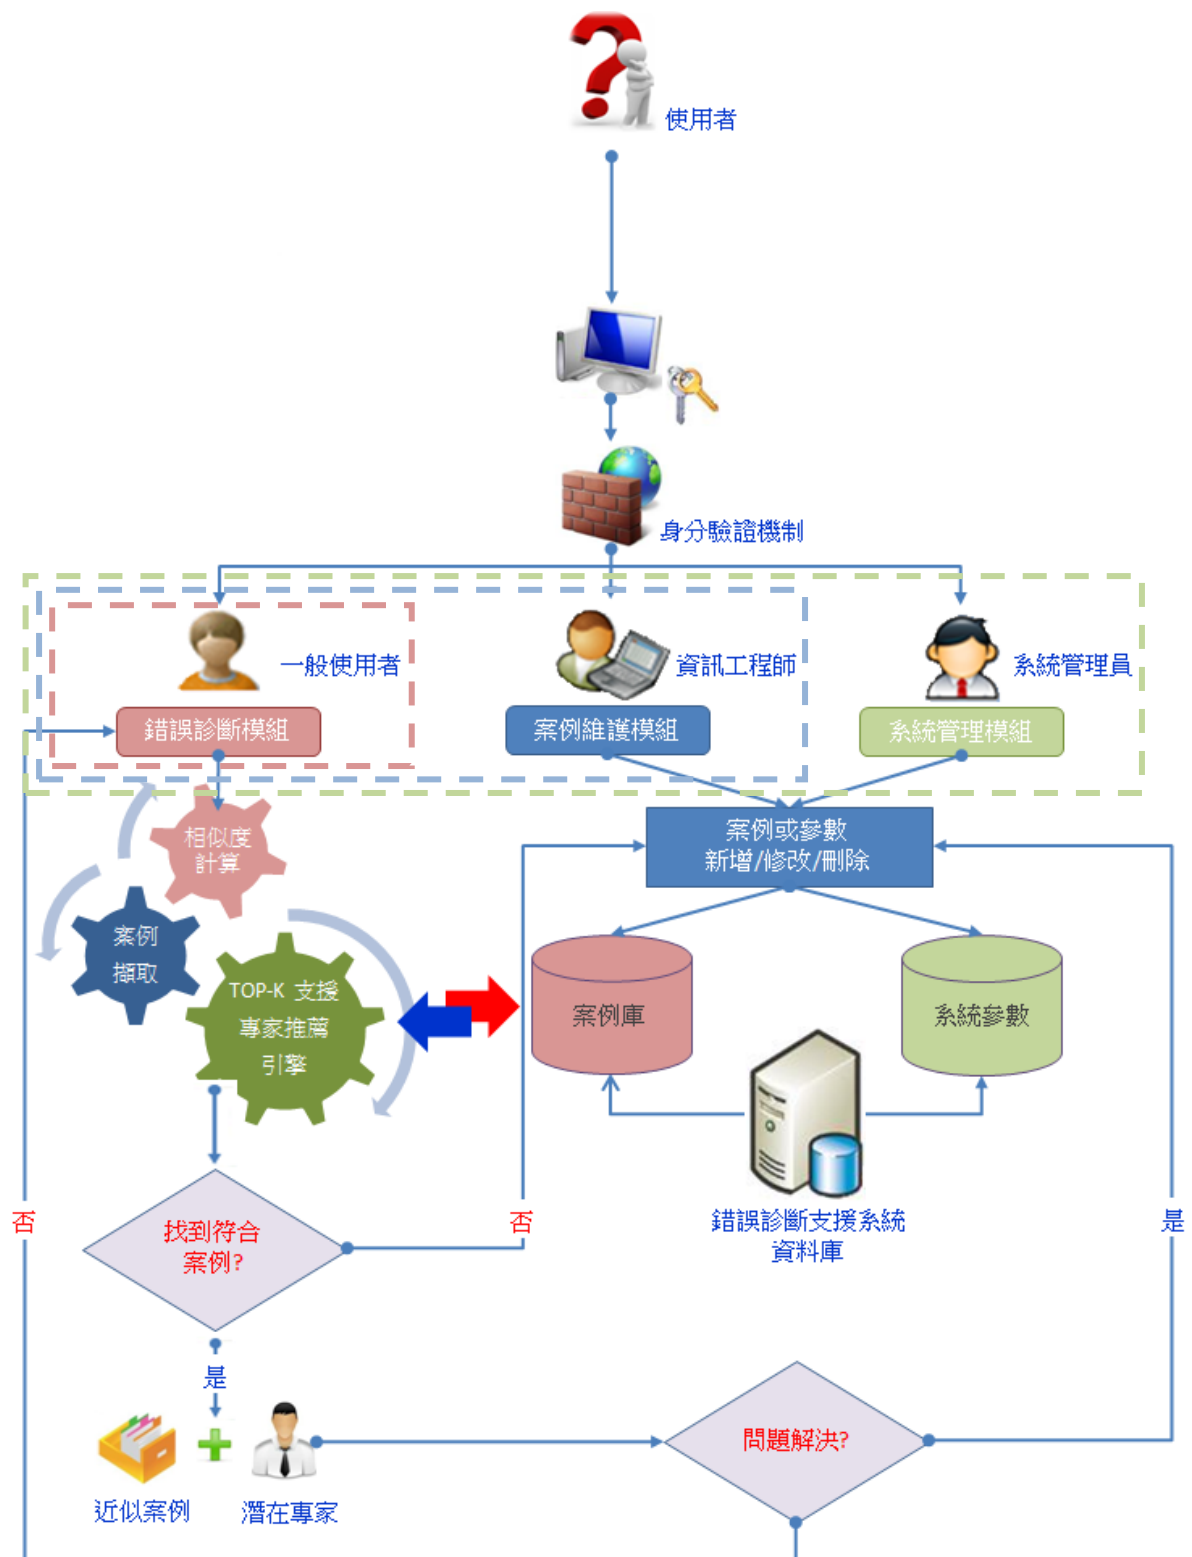 使用者
身分驗證機制
一般使用者
資訊工程師
系統管理員
錯誤診斷模組
案例維護模組
系統管理模組
相似度
計算
案例或參數
新增/修改/刪除
案例
擷取
TOP-K 支援
專家推薦
引擎
案例庫
系統參數
錯誤診斷支援系統
資料庫
否
找到符合
案例?
否
是
是
問題解決?
近似案例
潛在專家